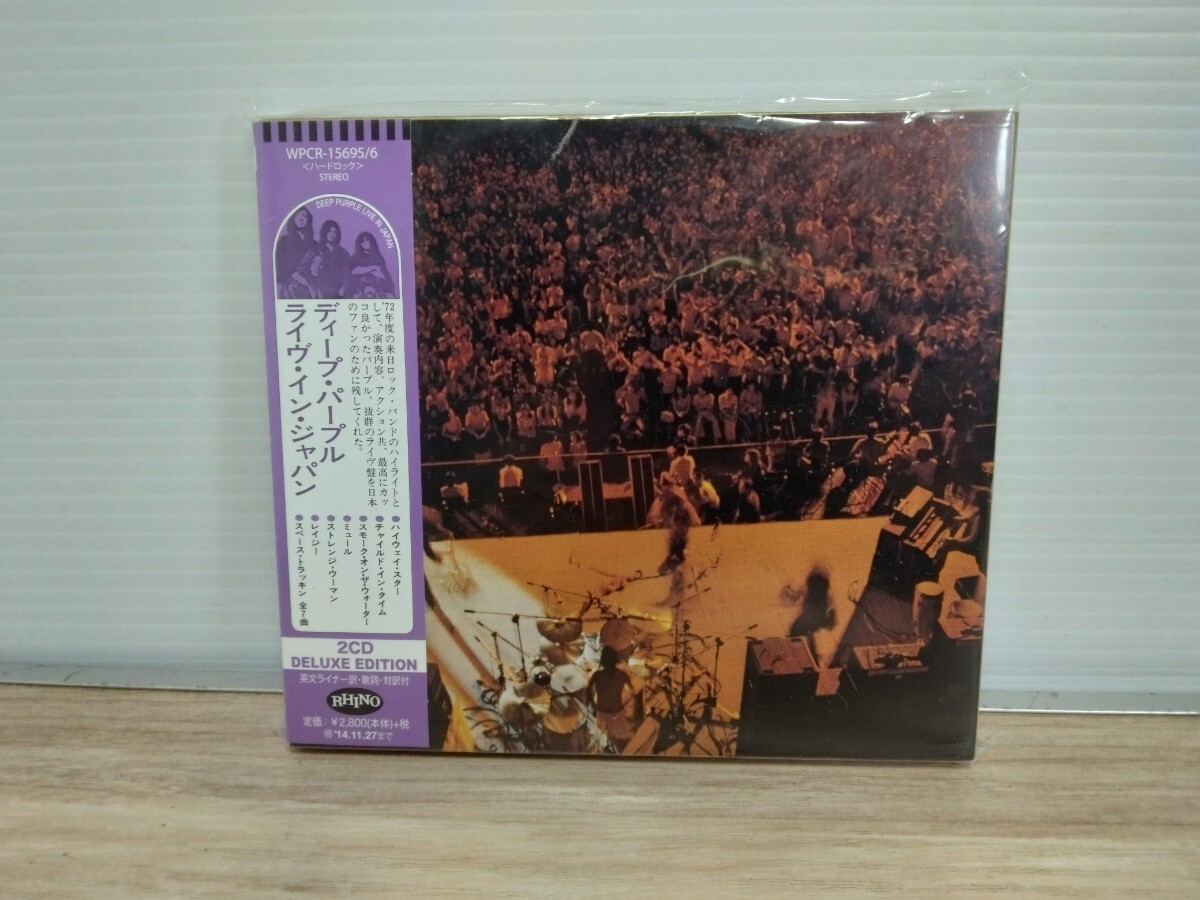 WPCR-15695/6
<ハードロック>
STEREO
DEEP PURPLE LIVE IN JAPAN
'72年度の来日ロック・バンドのハイライトと
して、演奏内容、アクション共、最高にカッ
コ良かったパープル。抜群のライヴ盤を日本
のファンのために残してくれた。
ディープ・パープル
ライヴ・イン・ジャパン
●ハイウェイ・スター
●チャイルド・イン・タイム
●スモーク・オン・ザ・ウォーター
●ミュール
●ストレンジ・ウーマン
●レイジー
●スペース・トラッキン 全7曲
2CD
DELUXE EDITION
英文ライナー訳・歌詞・対訳付
RHINO
定価:¥2,800(本体)+税
㊕'14.11.27まで